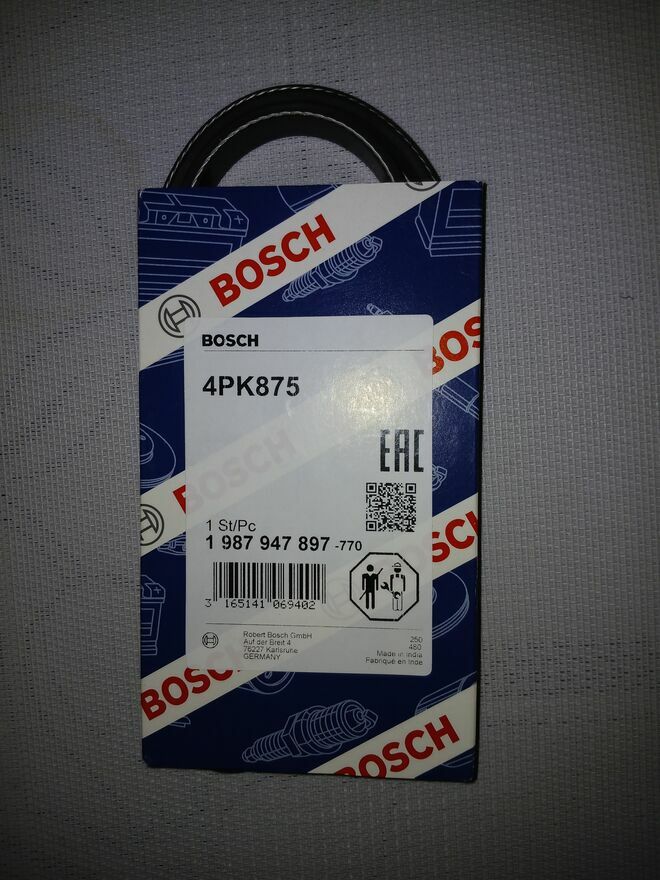 BOSCH
BOSCH
4PK875
BOS
EAC
BOSCH
1 St/Pc
1 987 947 897 -770
3 165141 069402
Robert Bosch GmbH
Auf der Breit 4
76227 Karlsruhe
GERMANY
250
480
Made in India
Fabriqué en Inde
BOSCH
BOSCH